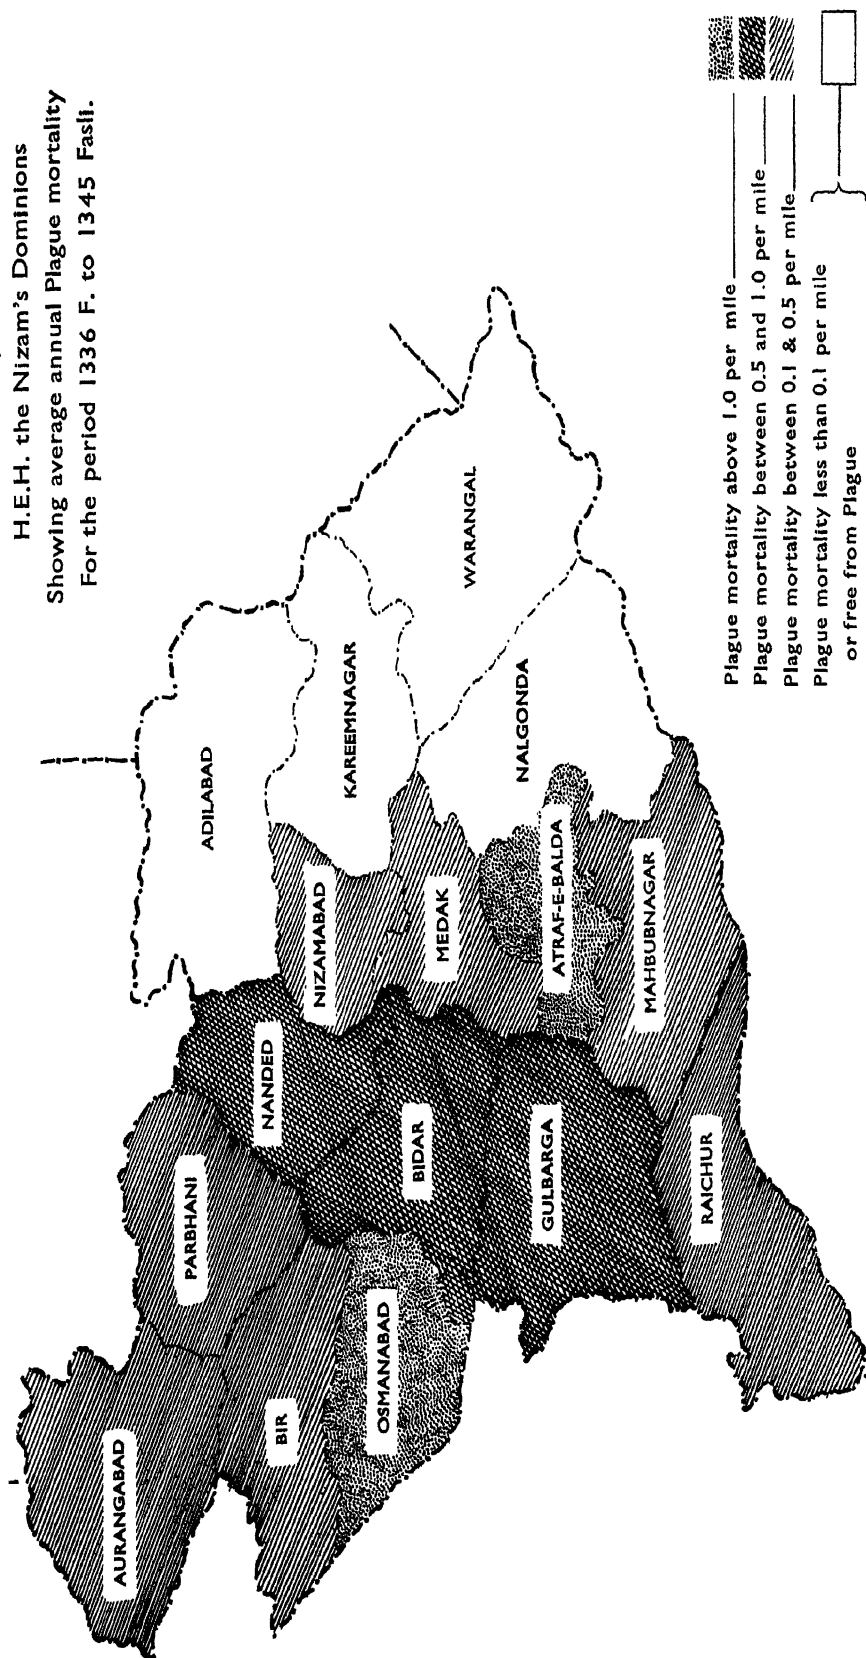 H.E.H. the Nizam's Dominions
Showing average annual Plague mortality
For the period 1336 F. to 1345 Fasli.
AURANGABAD
PARBHANI
BIR
OSMANABAD
NANDED
BIDAR
GULBARGA
RAICHUR
ADILABAD
NIZAMABAD
MEDAK
ATRAF-E-BALDA
MAHBUBNAGAR
KAREEMNAGAR
NALGONDA
WARANGAL
Plague mortality above 1.0 per mile
Plague mortality between 0.5 and 1.0 per mile
Plague mortality between 0.1 & 0.5 per mile
Plague mortality less than 0.1 per mile
or free from Plague